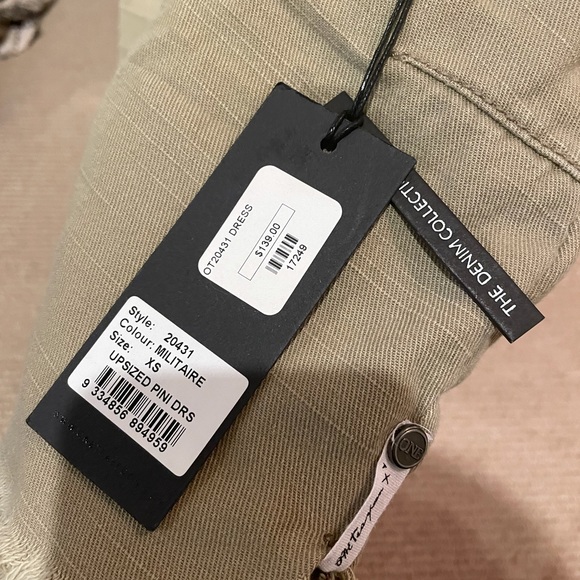 OT20431 DRESS
$139.00
17249
Style: 20431
Colour: MILITAIRE
Size: XS
UPSIZED PINI DRS
9 334856 894959
THE DENIM COLLECTI
ONE
X